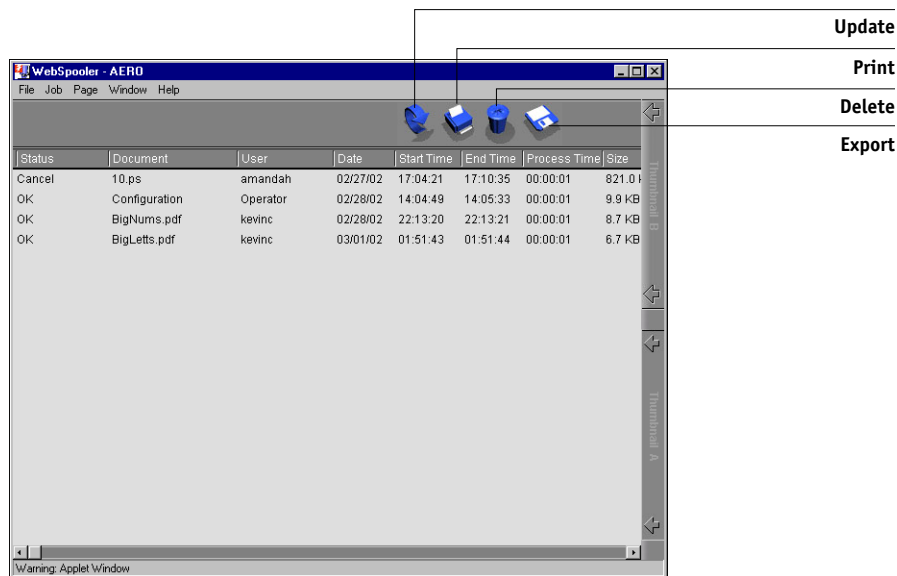 Update
Print
Delete
Export
WebSpooler - AERO
File Job Page Window Help
Status Document User Date Start Time End Time Process Time Size
Cancel 10.ps amandah 02/27/02 17:04:21 17:10:35 00:00:01 821.0
OK Configuration Operator 02/28/02 14:04:49 14:05:33 00:00:01 9.9 KB
OK BigNums.pdf kevinc 02/28/02 22:13:20 22:13:21 00:00:01 8.7 KB
OK BigLetts.pdf kevinc 03/01/02 01:51:43 01:51:44 00:00:01 6.7 KB
Thumbnail B
Thumbnail A
Warning: Applet Window